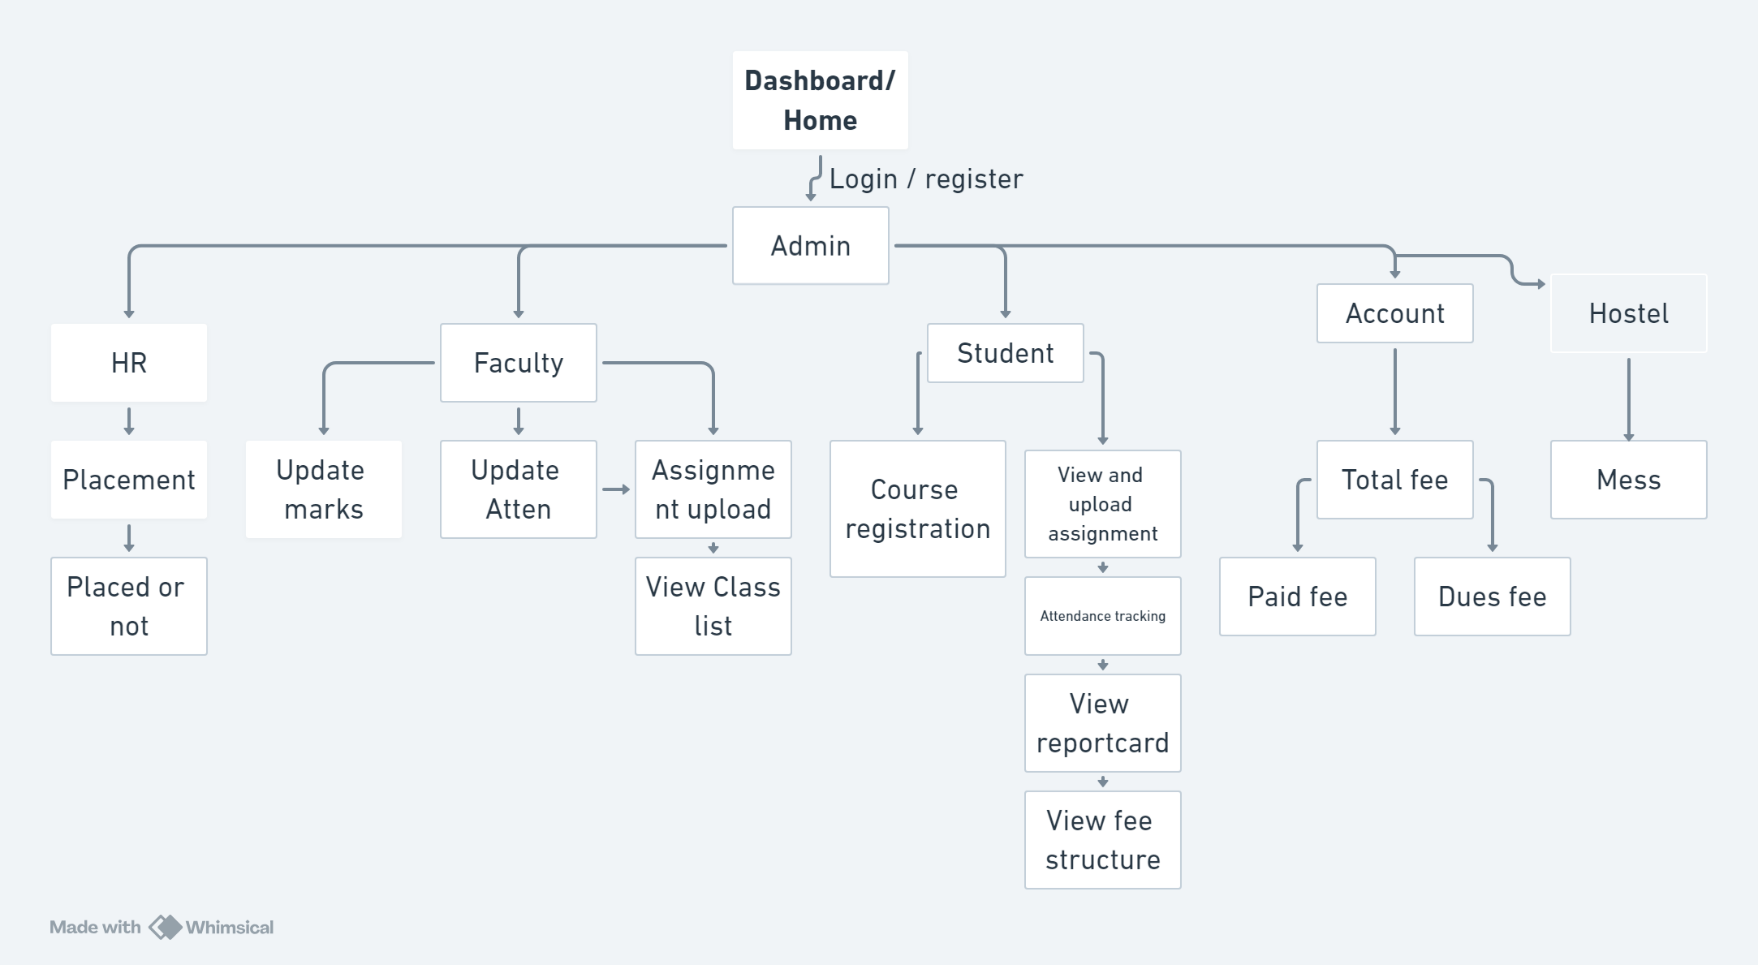 Dashboard/
Home
Login / register
Admin
HR
Faculty
Student
Account
Hostel
Placement
Update
marks
Update
Atten
Assignme
nt upload
Course
registration
View and
upload
assignment
Total fee
Mess
Placed or
not
View Class
list
Attendance tracking
Paid fee
Dues fee
View
reportcard
View fee
structure
Made with Whimsical